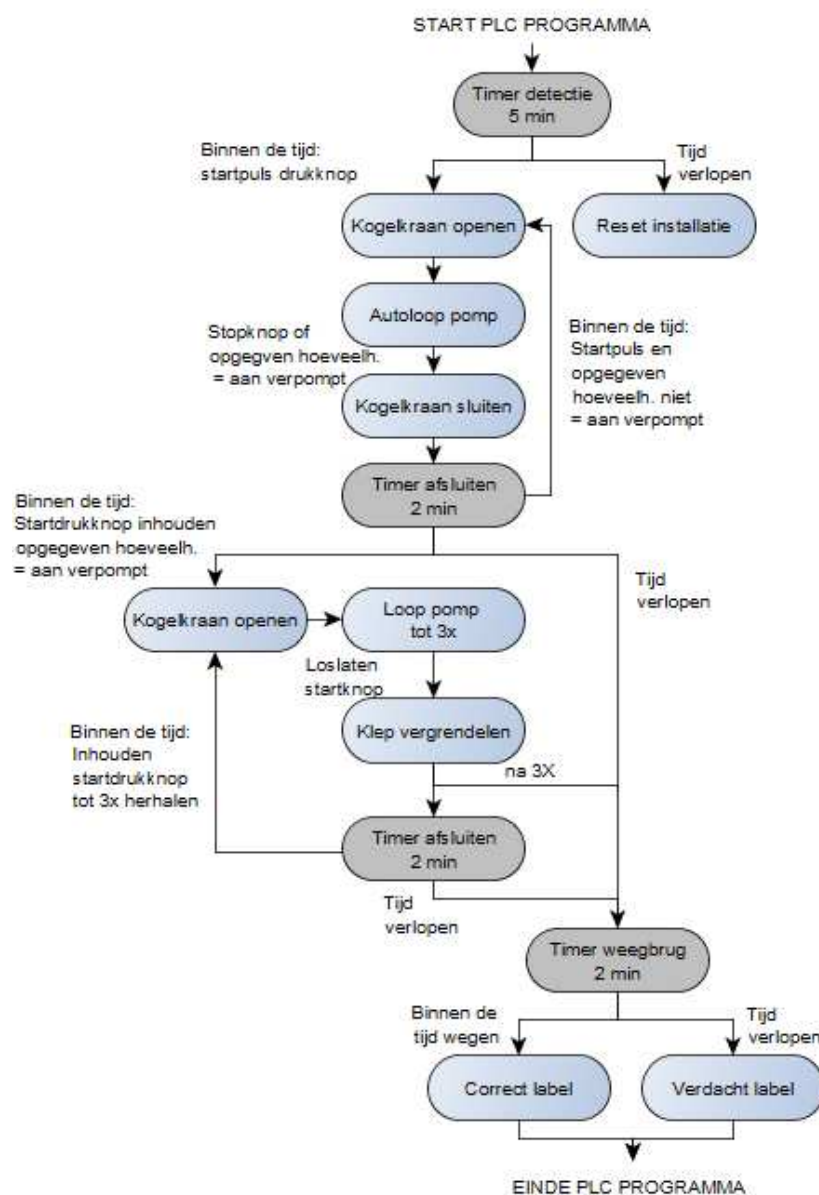 START PLC PROGRAMMA
Timer detectie
5 min
Binnen de tijd:
startpuls drukknop
Tijd
verlopen
Kogelkraan openen
Reset installatie
Autoloop pomp
Stopknop of
opgegven hoeveelh.
= aan verpompt
Binnen de tijd:
Startpuls en
opgegeven
hoeveelh. niet
= aan verpompt
Kogelkraan sluiten
Timer afsluiten
2 min
Binnen de tijd:
Startdrukknop inhouden
opgegeven hoeveelh.
= aan verpompt
Tijd
verlopen
Kogelkraan openen
Loop pomp
tot 3x
Loslaten
startknop
Klep vergrendelen
Binnen de tijd:
Inhouden
startdrukknop
tot 3x herhalen
na 3X
Timer afsluiten
2 min
Tijd
verlopen
Timer weegbrug
2 min
Binnen de
tijd wegen
Tijd
verlopen
Correct label
Verdacht label
EINDE PLC PROGRAMMA